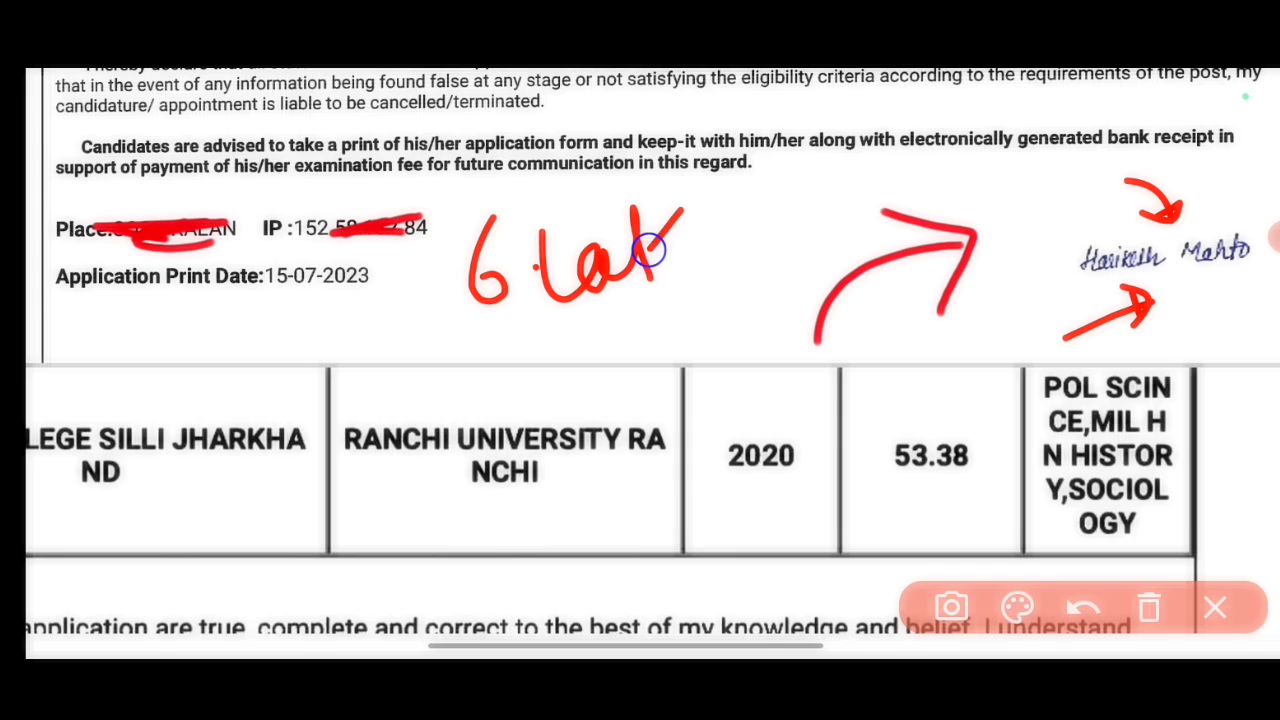 that in the event of any information being found false at any stage or not satisfying the eligibility criteria according to the requirements of the post, my
candidature/ appointment is liable to be cancelled/terminated.
Candidates are advised to take a print of his/her application form and keep-it with him/her along with electronically generated bank receipt in
support of payment of his/her examination fee for future communication in this regard.
Place: IP :152. 84
6 Lak
Harikesh Mahto
Application Print Date:15-07-2023
LEGE SILLI JHARKHA
ND
RANCHI UNIVERSITY RA
NCHI
2020
53.38
POL SCIN
CE,MIL H
N HISTOR
Y,SOCIOL
OGY
application are true, complete and correct to the best of my knowledge and belief. I understand